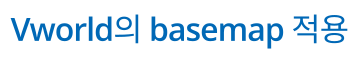 Vworld의 basemap 적용